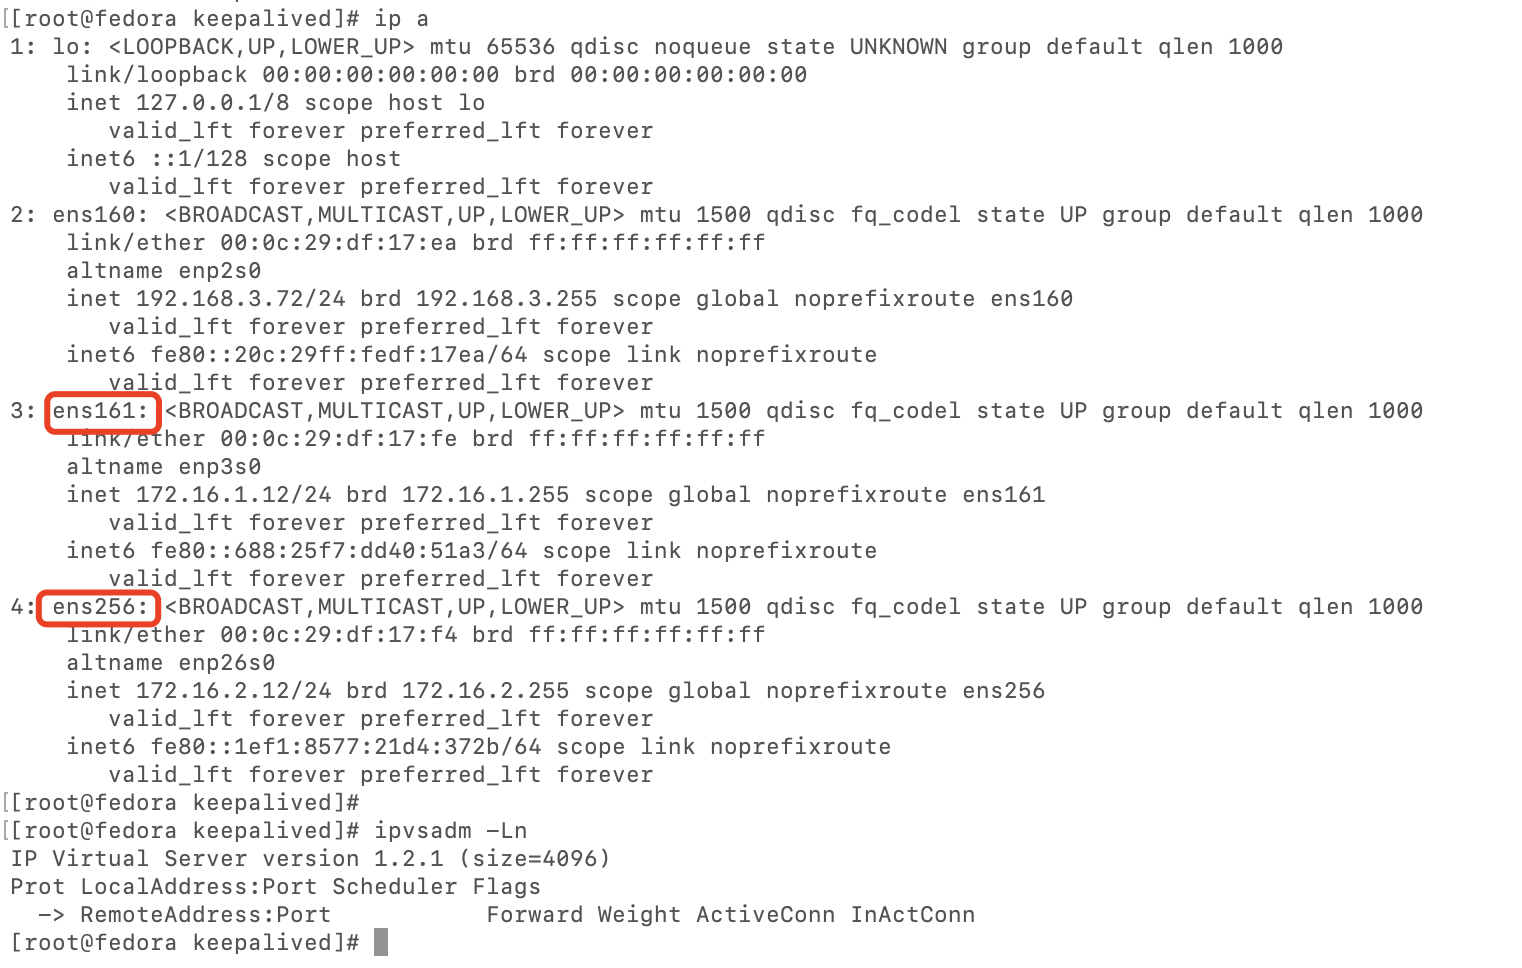 [[root@fedora keepalived]# ip a
1: lo: <LOOPBACK,UP,LOWER_UP> mtu 65536 qdisc noqueue state UNKNOWN group default qlen 1000
    link/loopback 00:00:00:00:00:00 brd 00:00:00:00:00:00
    inet 127.0.0.1/8 scope host lo
       valid_lft forever preferred_lft forever
    inet6 ::1/128 scope host
       valid_lft forever preferred_lft forever
2: ens160: <BROADCAST,MULTICAST,UP,LOWER_UP> mtu 1500 qdisc fq_codel state UP group default qlen 1000
    link/ether 00:0c:29:df:17:ea brd ff:ff:ff:ff:ff:ff
    altname enp2s0
    inet 192.168.3.72/24 brd 192.168.3.255 scope global noprefixroute ens160
       valid_lft forever preferred_lft forever
    inet6 fe80::20c:29ff:fedf:17ea/64 scope link noprefixroute
       valid_lft forever preferred_lft forever
3: ens161: <BROADCAST,MULTICAST,UP,LOWER_UP> mtu 1500 qdisc fq_codel state UP group default qlen 1000
    link/ether 00:0c:29:df:17:fe brd ff:ff:ff:ff:ff:ff
    altname enp3s0
    inet 172.16.1.12/24 brd 172.16.1.255 scope global noprefixroute ens161
       valid_lft forever preferred_lft forever
    inet6 fe80::688:25f7:dd40:51a3/64 scope link noprefixroute
       valid_lft forever preferred_lft forever
4: ens256: <BROADCAST,MULTICAST,UP,LOWER_UP> mtu 1500 qdisc fq_codel state UP group default qlen 1000
    link/ether 00:0c:29:df:17:f4 brd ff:ff:ff:ff:ff:ff
    altname enp26s0
    inet 172.16.2.12/24 brd 172.16.2.255 scope global noprefixroute ens256
       valid_lft forever preferred_lft forever
    inet6 fe80::1ef1:8577:21d4:372b/64 scope link noprefixroute
       valid_lft forever preferred_lft forever
[[root@fedora keepalived]#
[[root@fedora keepalived]# ipvsadm -Ln
IP Virtual Server version 1.2.1 (size=4096)
Prot LocalAddress:Port Scheduler Flags
  -> RemoteAddress:Port           Forward Weight ActiveConn InActConn
[root@fedora keepalived]#